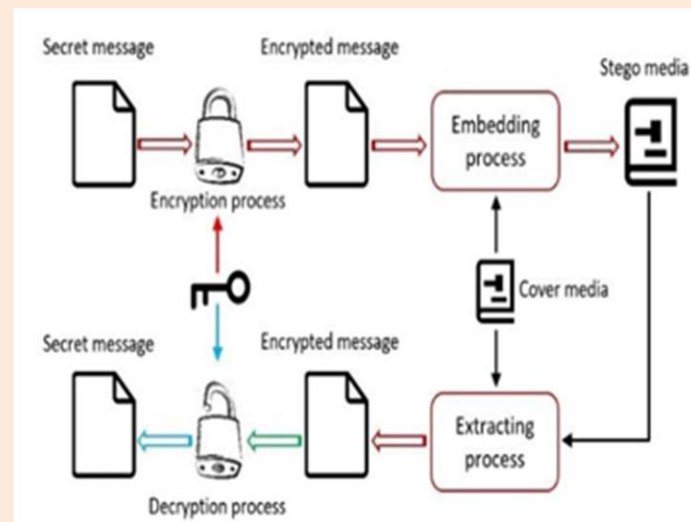 Secret message
Encrypted message
Stego media
Embedding
process
Encryption process
Cover media
Secret message
Encrypted message
Extracting
process
Decryption process